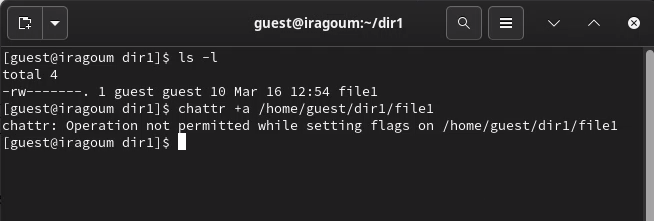 guest@iragoum:~/dir1
[guest@iragoum dir1]$ ls -l
total 4
-rw-------. 1 guest guest 10 Mar 16 12:54 file1
[guest@iragoum dir1]$ chattr +a /home/guest/dir1/file1
chattr: Operation not permitted while setting flags on /home/guest/dir1/file1
[guest@iragoum dir1]$